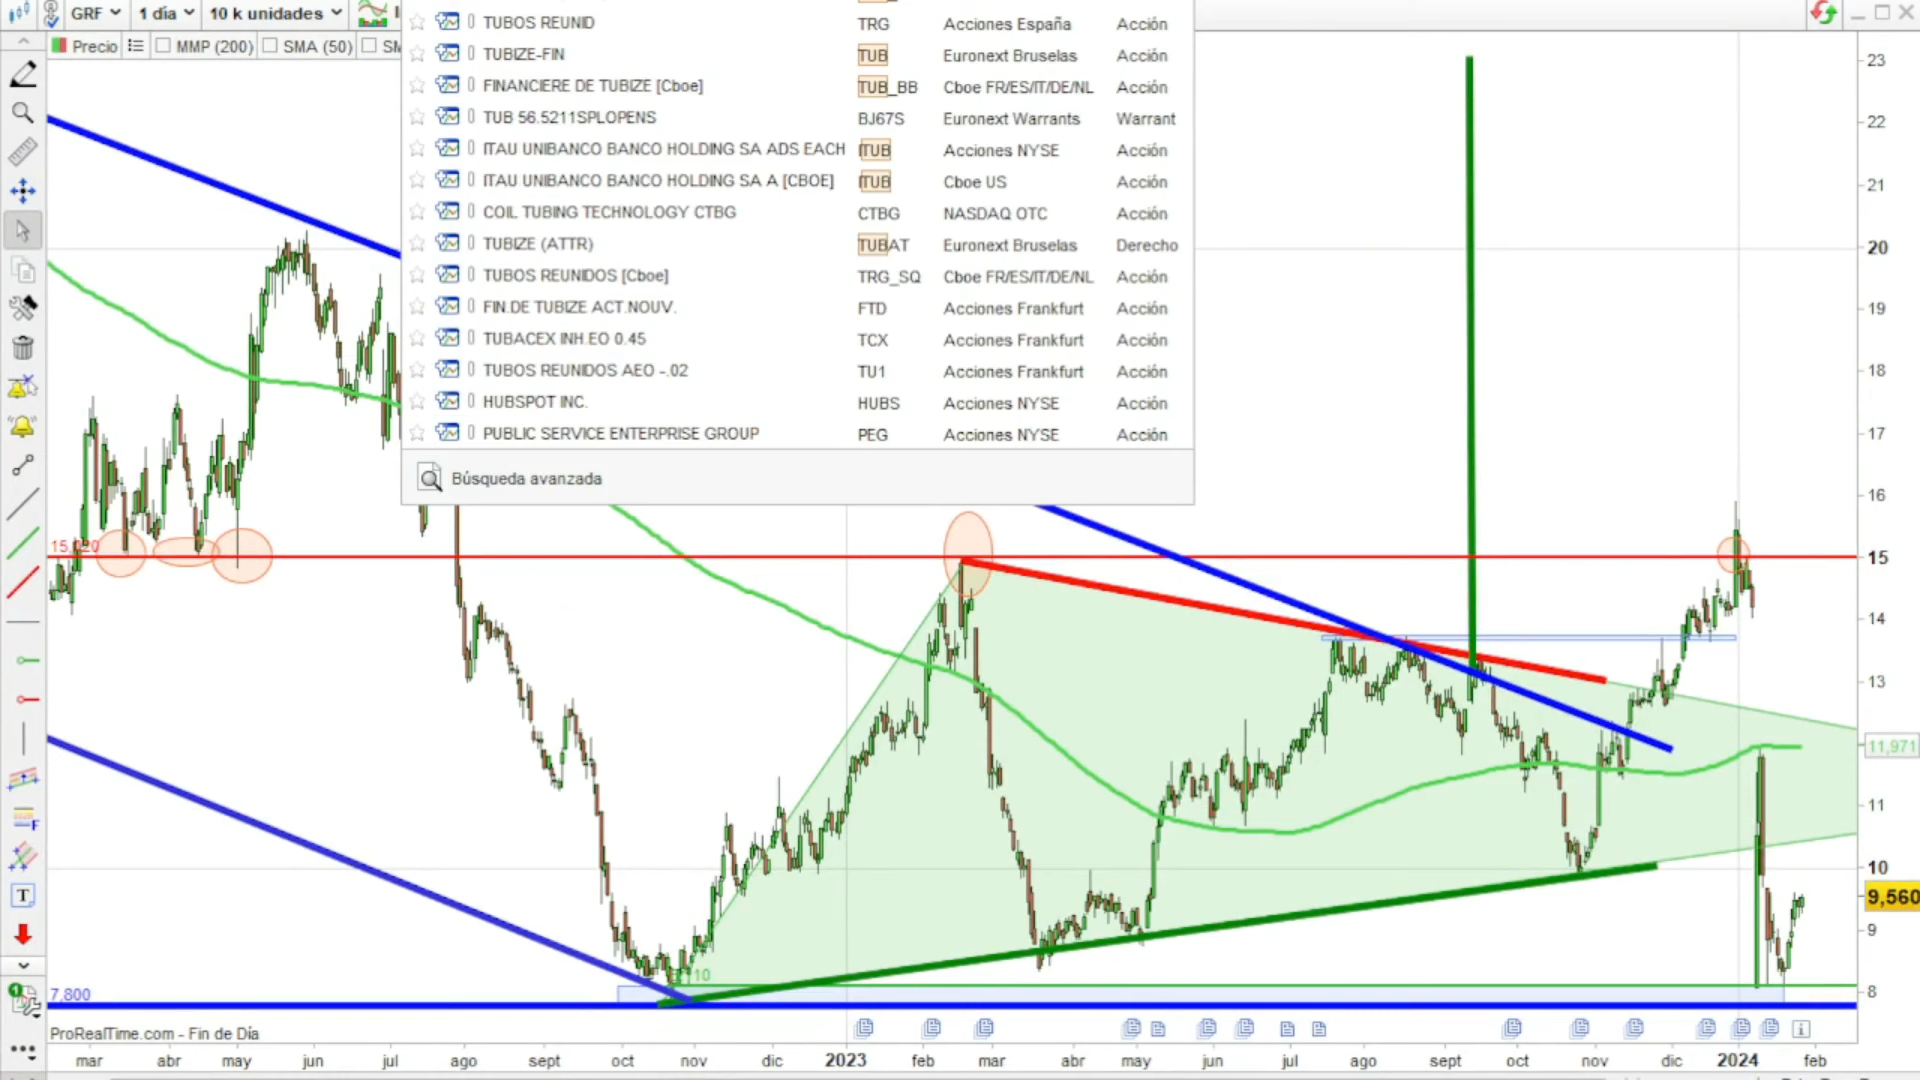 GRF
1 día
10 k unidades
Precio
MMP (200)
SMA (50)
TUBOS REUNID TRG Acciones España Acción
TUBIZE-FIN TUB Euronext Bruselas Acción
FINANCIERE DE TUBIZE [Cboe] TUB_BB Cboe FR/ES/IT/DE/NL Acción
TUB 56.5211SPLOPENS BJ67S Euronext Warrants Warrant
ITAU UNIBANCO BANCO HOLDING SA ADS EACH ITUB Acciones NYSE Acción
ITAU UNIBANCO BANCO HOLDING SA A [CBOE] ITUB Cboe US Acción
COIL TUBING TECHNOLOGY CTBG CTBG NASDAQ OTC Acción
TUBIZE (ATTR) TUBAT Euronext Bruselas Derecho
TUBOS REUNIDOS [Cboe] TRG_SQ Cboe FR/ES/IT/DE/NL Acción
FIN.DE TUBIZE ACT.NOUV. FTD Acciones Frankfurt Acción
TUBACEX INH.EO 0.45 TCX Acciones Frankfurt Acción
TUBOS REUNIDOS AEO -.02 TU1 Acciones Frankfurt Acción
HUBSPOT INC. HUBS Acciones NYSE Acción
PUBLIC SERVICE ENTERPRISE GROUP PEG Acciones NYSE Acción
Búsqueda avanzada
23
22
21
20
19
18
17
16
15
14
13
11,971
11
10
9,560
9
8
7,800
ProRealTime.com - Fin de Día
mar abr may jun jul ago sept oct nov dic 2023 feb mar abr may jun jul ago sept oct nov dic 2024 feb